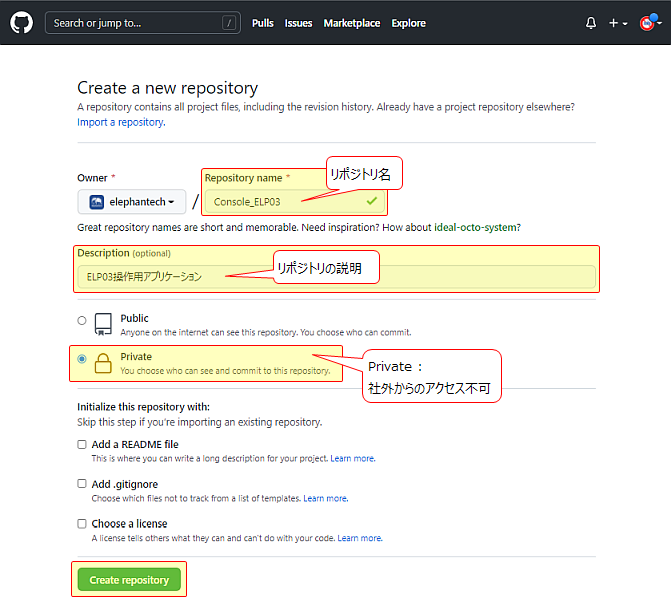 Search or jump to... /
Pulls Issues Marketplace Explore
Create a new repository
A repository contains all project files, including the revision history. Already have a project repository elsewhere?
Import a repository.
Owner *
Repository name *
リポジトリ名
elephantech
/
Console_ELP03
Great repository names are short and memorable. Need inspiration? How about ideal-octo-system?
Description (optional)
リポジトリの説明
ELP03操作用アプリケーション
Public
Anyone on the internet can see this repository. You choose who can commit.
Private
You choose who can see and commit to this repository.
Private：
社外からのアクセス不可
Initialize this repository with:
Skip this step if you're importing an existing repository.
Add a README file
This is where you can write a long description for your project. Learn more.
Add .gitignore
Choose which files not to track from a list of templates. Learn more.
Choose a license
A license tells others what they can and can't do with your code. Learn more.
Create repository